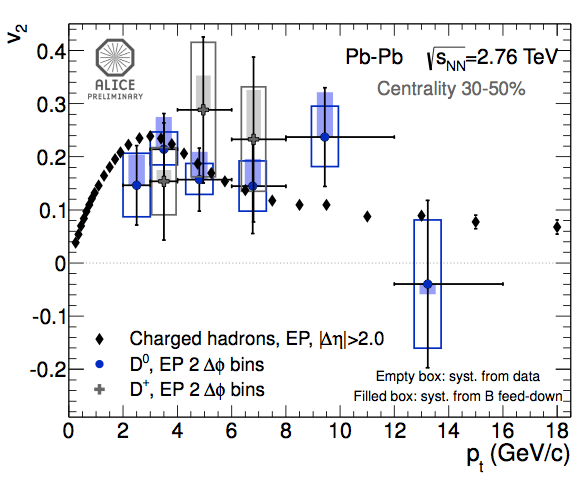 v₂
0.4
0.3
0.2
0.1
0
-0.1
-0.2
ALICE
PRELIMINARY
Pb-Pb √sNN=2.76 TeV
Centrality 30-50%
Charged hadrons, EP, |Δη|>2.0
D⁰, EP 2 Δϕ bins
D⁺, EP 2 Δϕ bins
Empty box: syst. from data
Filled box: syst. from B feed-down
0 2 4 6 8 10 12 14 16 18
pₜ (GeV/c)